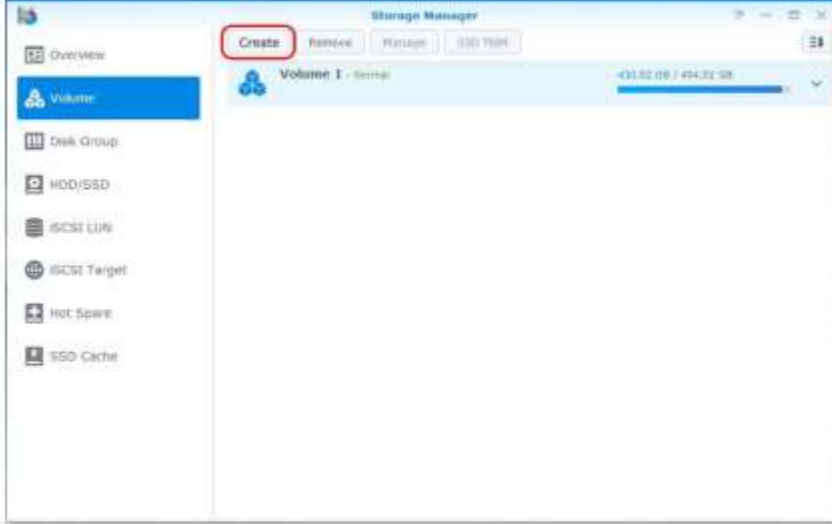 Storage Manager
Create Remove Manage SSD TRIM
Overview
Volume
Volume 1 - Normal
Disk Group
HDD/SSD
iSCSI LUN
iSCSI Target
Hot Spare
SSD Cache